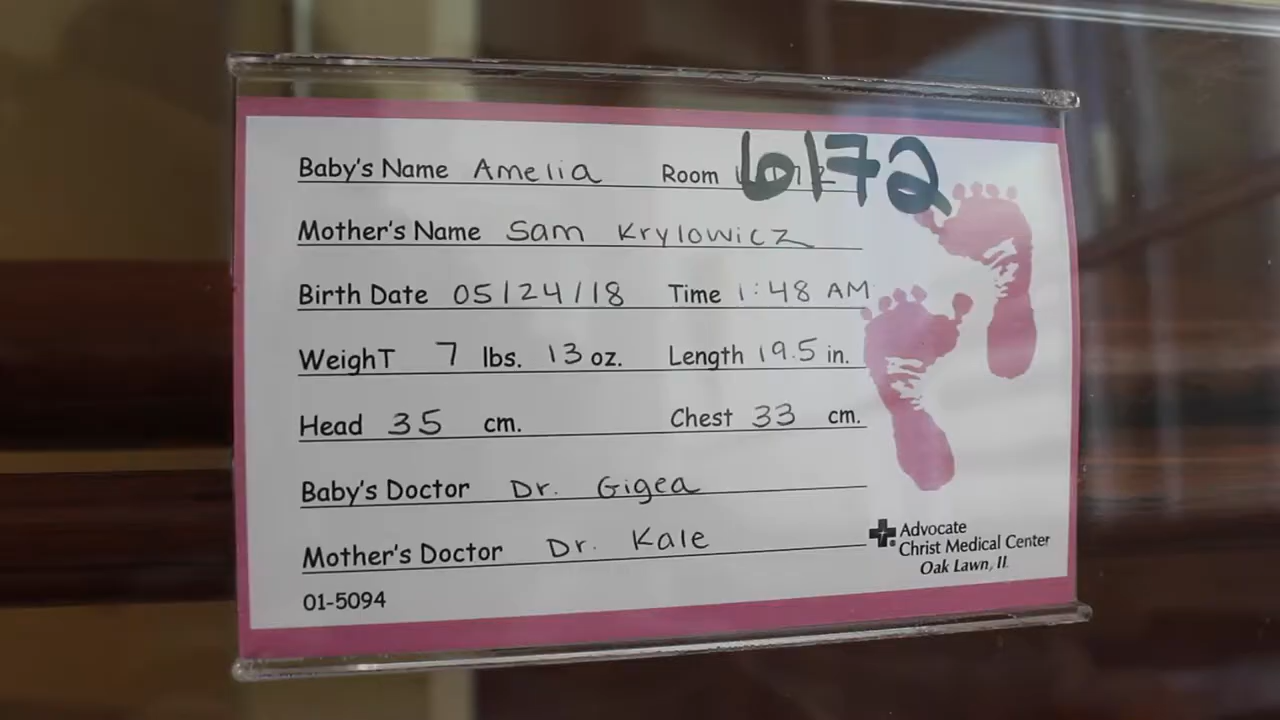 Baby's Name Amelia Room 6172
Mother's Name Sam Krylowicz
Birth Date 05/24/18 Time 1:48 AM
WeighT 7 lbs. 13 oz. Length 19.5 in.
Head 35 cm. Chest 33 cm.
Baby's Doctor Dr. Gigea
Mother's Doctor Dr. Kale
01-5094
Advocate
Christ Medical Center
Oak Lawn, IL